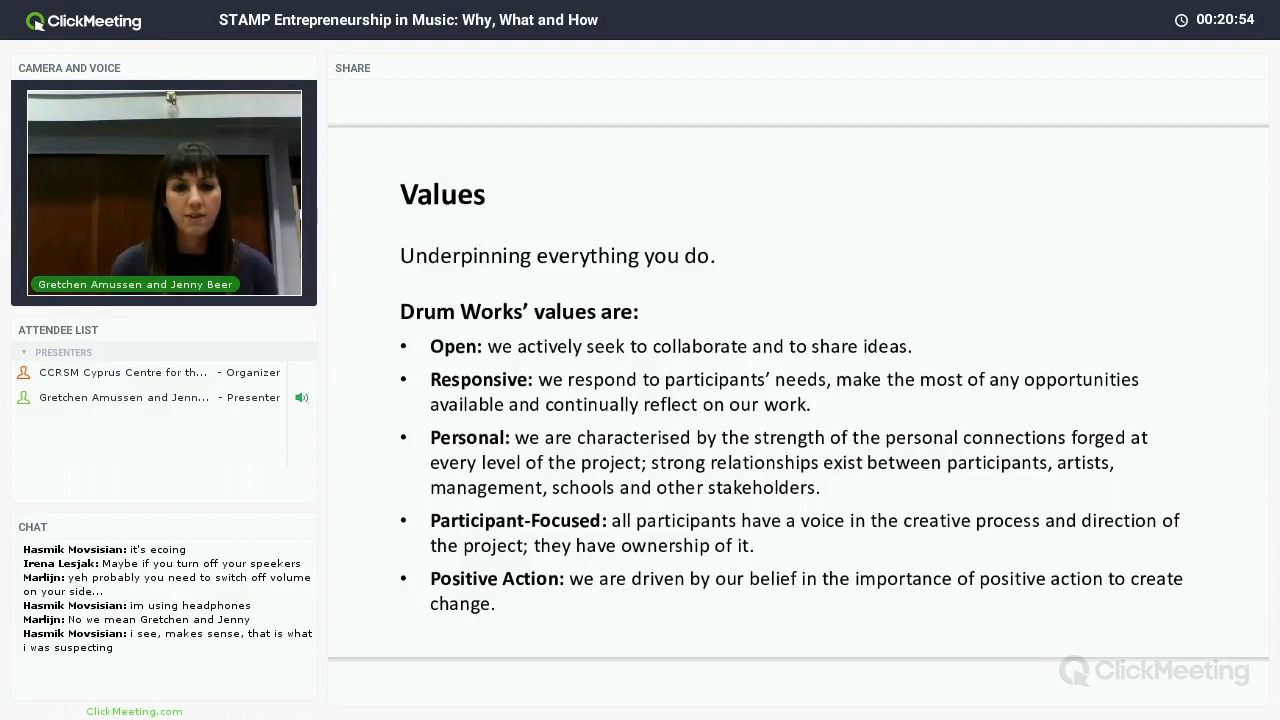 ClickMeeting
STAMP Entrepreneurship in Music: Why, What and How
00:20:54
CAMERA AND VOICE
Gretchen Amussen and Jenny Beer
ATTENDEE LIST
PRESENTERS
CCRSM Cyprus Centre for th... - Organizer
Gretchen Amussen and Jenn... - Presenter
CHAT
Hasmik Movsisian: it's ecoing
Irena Lesjak: Maybe if you turn off your speekers
Marlijn: yeh probably you need to switch off volume
on your side...
Hasmik Movsisian: im using headphones
Marlijn: No we mean Gretchen and Jenny
Hasmik Movsisian: i see, makes sense, that is what
i was suspecting
ClickMeeting.com
SHARE
Values
Underpinning everything you do.
Drum Works’ values are:
• Open: we actively seek to collaborate and to share ideas.
• Responsive: we respond to participants’ needs, make the most of any opportunities
available and continually reflect on our work.
• Personal: we are characterised by the strength of the personal connections forged at
every level of the project; strong relationships exist between participants, artists,
management, schools and other stakeholders.
• Participant-Focused: all participants have a voice in the creative process and direction of
the project; they have ownership of it.
• Positive Action: we are driven by our belief in the importance of positive action to create
change.
ClickMeeting